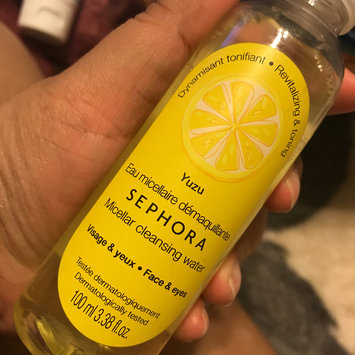 Dynamisant tonifiant • Revitalizing & toning
Yuzu
Eau micellaire démaquillante
SEPHORA
Micellar cleansing water
Visage & yeux • Face & eyes
Testée dermatologiquement
Dermatologically tested
100 ml 3.38 fl.oz.